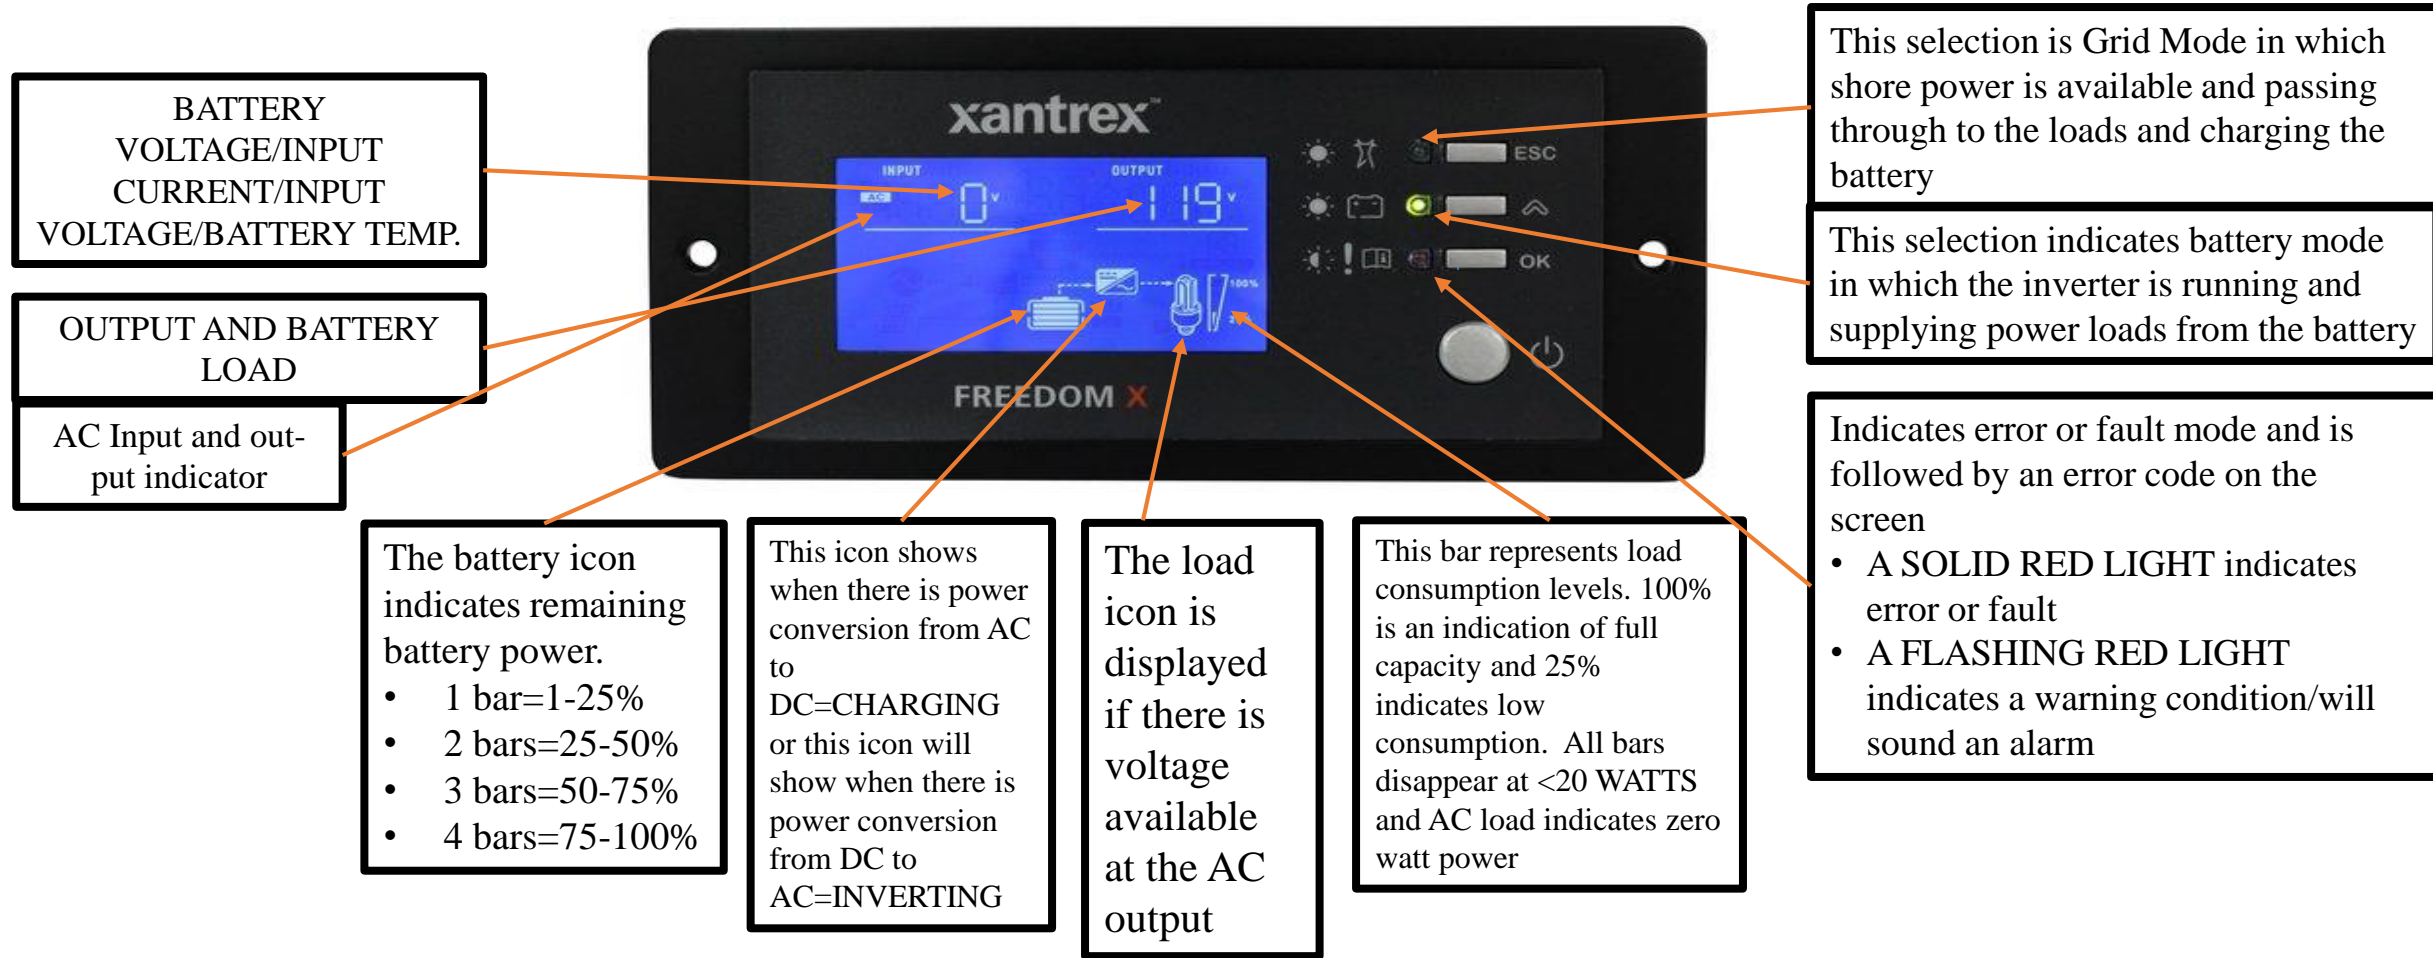 BATTERY
VOLTAGE/INPUT
CURRENT/INPUT
VOLTAGE/BATTERY TEMP.
OUTPUT AND BATTERY
LOAD
AC Input and out-
put indicator
xantrex™
INPUT
AC
0 V
OUTPUT
119 V
100%
FREEDOM X
ESC
OK
This selection is Grid Mode in which
shore power is available and passing
through to the loads and charging the
battery
This selection indicates battery mode
in which the inverter is running and
supplying power loads from the battery
Indicates error or fault mode and is
followed by an error code on the
screen
• A SOLID RED LIGHT indicates
error or fault
• A FLASHING RED LIGHT
indicates a warning condition/will
sound an alarm
The battery icon
indicates remaining
battery power.
• 1 bar=1-25%
• 2 bars=25-50%
• 3 bars=50-75%
• 4 bars=75-100%
This icon shows
when there is power
conversion from AC
to
DC=CHARGING
or this icon will
show when there is
power conversion
from DC to
AC=INVERTING
The load
icon is
displayed
if there is
voltage
available
at the AC
output
This bar represents load
consumption levels. 100%
is an indication of full
capacity and 25%
indicates low
consumption.  All bars
disappear at <20 WATTS
and AC load indicates zero
watt power